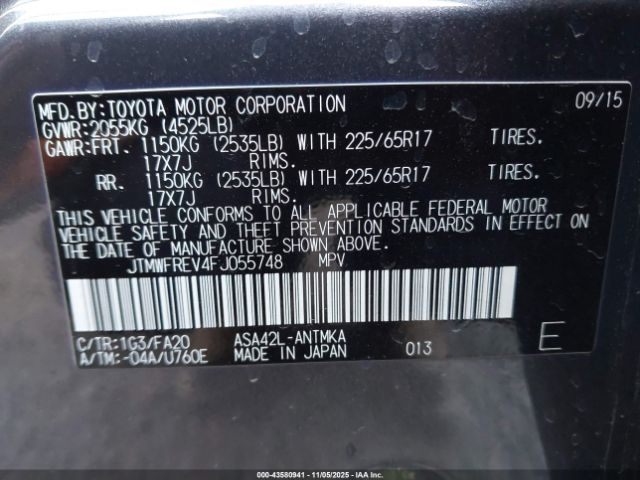 MFD.BY:TOYOTA MOTOR CORPORATION 09/15
GVWR:2055KG (4525LB)
GAWR:FRT. 1150KG (2535LB) WITH 225/65R17 TIRES.
17X7J RIMS.
RR. 1150KG (2535LB) WITH 225/65R17 TIRES.
17X7J RIMS.
THIS VEHICLE CONFORMS TO ALL APPLICABLE FEDERAL MOTOR
VEHICLE SAFETY AND THEFT PREVENTION STANDARDS IN EFFECT ON
THE DATE OF MANUFACTURE SHOWN ABOVE.
JTMWFREV4FJ055748 MPV
C/TR:1G3/FA20 ASA42L-ANTMKA
A/TM:-04A/U760E MADE IN JAPAN 013 E
000-43580941 - 11/05/2025 - IAAI.COM